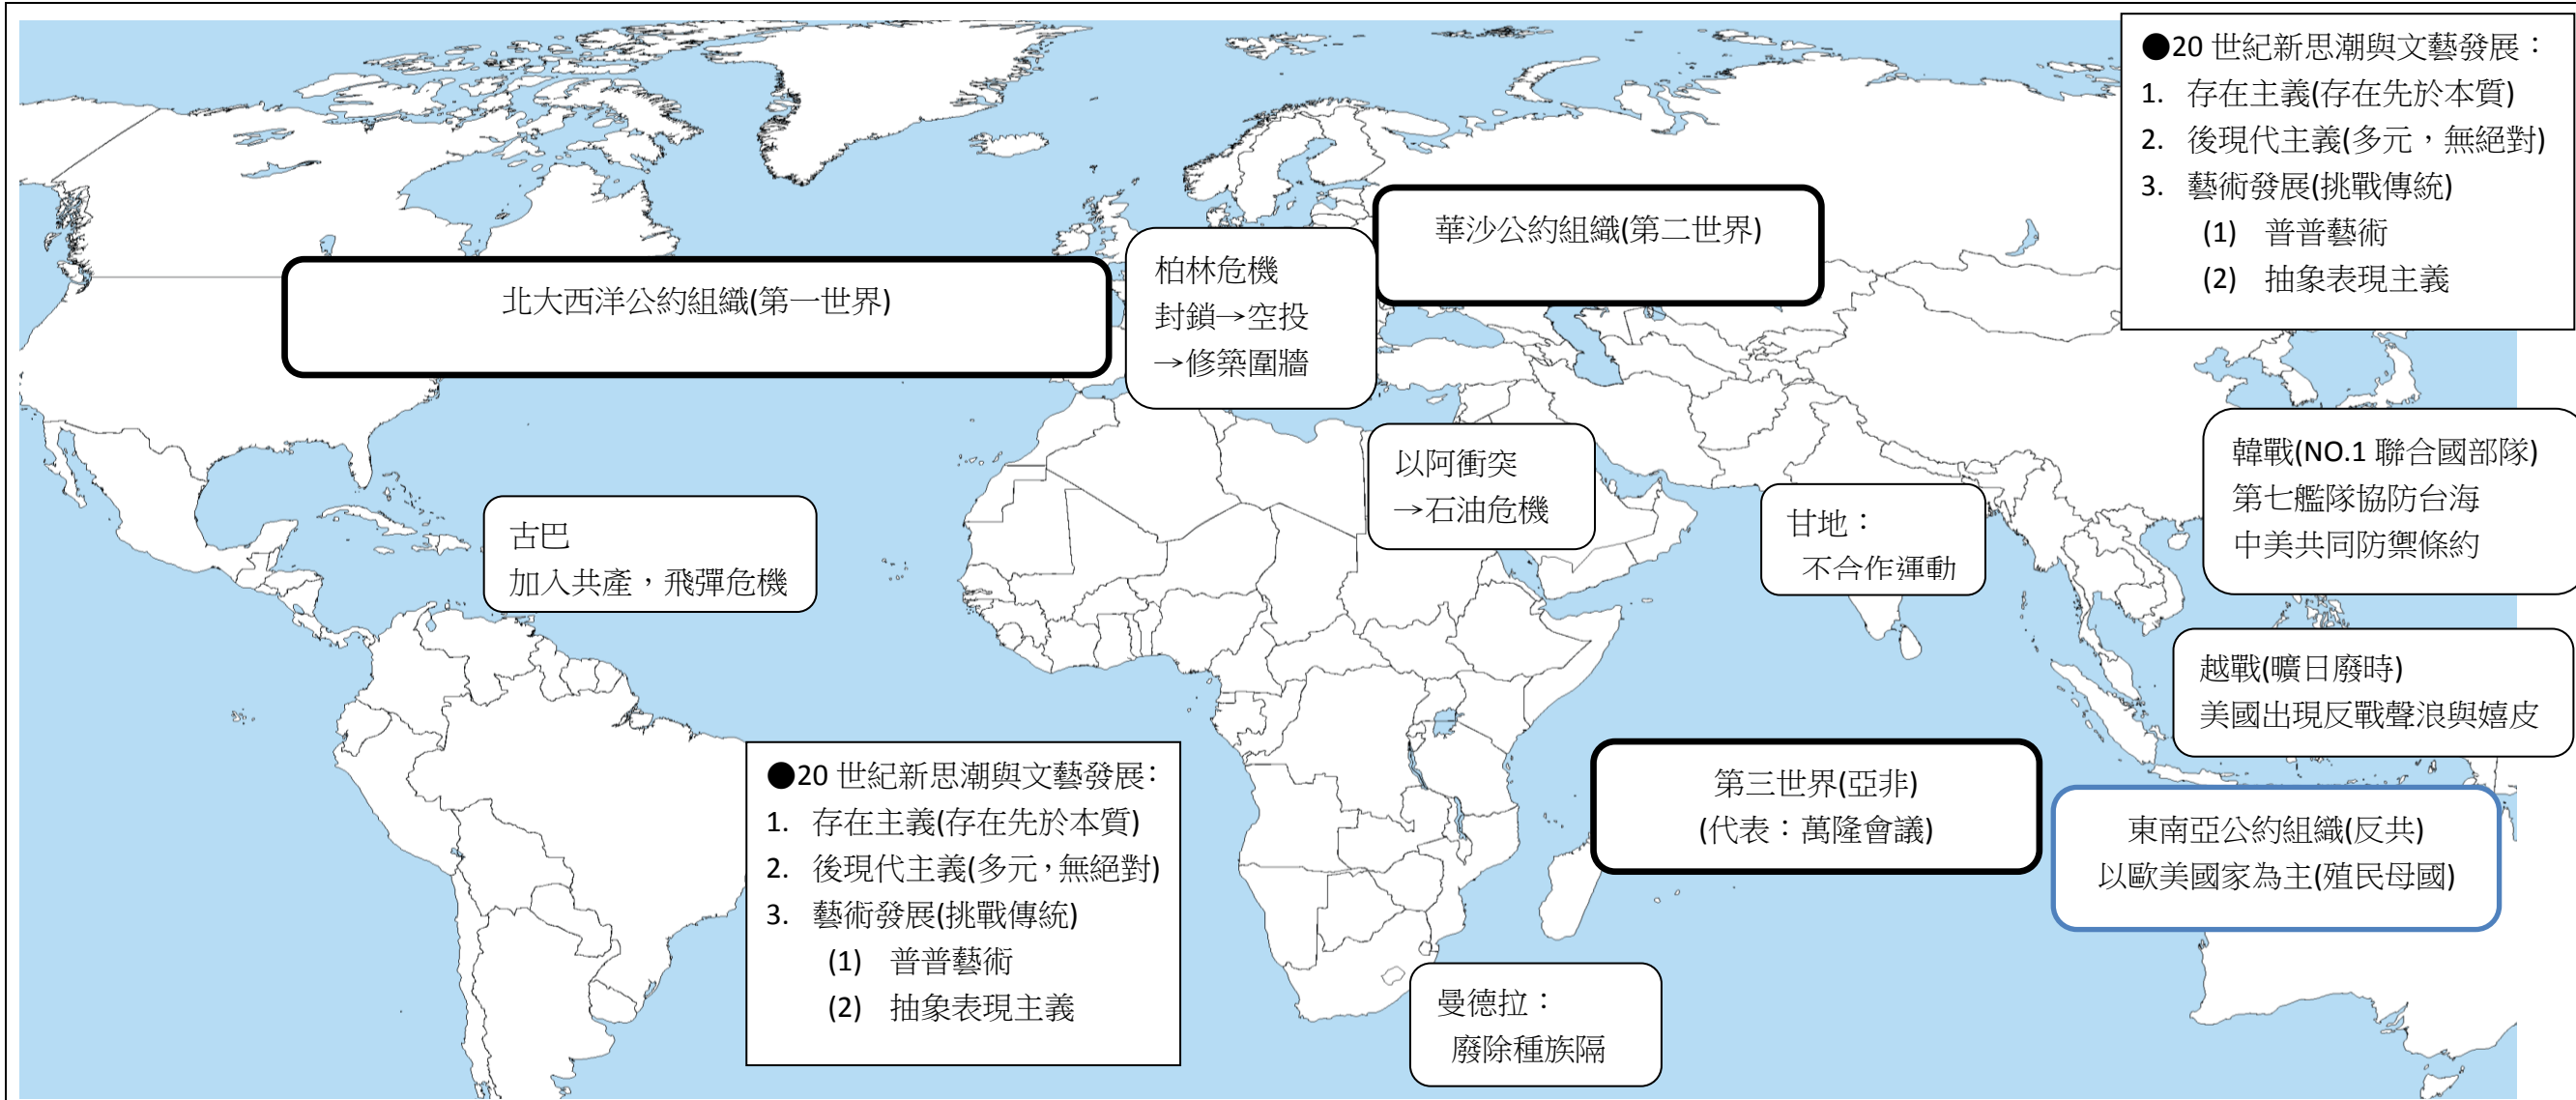 ●20 世紀新思潮與文藝發展：
1. 存在主義(存在先於本質)
2. 後現代主義(多元，無絕對)
3. 藝術發展(挑戰傳統)
(1) 普普藝術
(2) 抽象表現主義
華沙公約組織(第二世界)
北大西洋公約組織(第一世界)
柏林危機
封鎖→空投
→修築圍牆
以阿衝突
→石油危機
韓戰(NO.1 聯合國部隊)
第七艦隊協防台海
中美共同防禦條約
甘地：
不合作運動
古巴
加入共產，飛彈危機
越戰(曠日廢時)
美國出現反戰聲浪與嬉皮
●20 世紀新思潮與文藝發展：
1. 存在主義(存在先於本質)
2. 後現代主義(多元，無絕對)
3. 藝術發展(挑戰傳統)
(1) 普普藝術
(2) 抽象表現主義
第三世界(亞非)
(代表：萬隆會議)
東南亞公約組織(反共)
以歐美國家為主(殖民母國)
曼德拉：
廢除種族隔